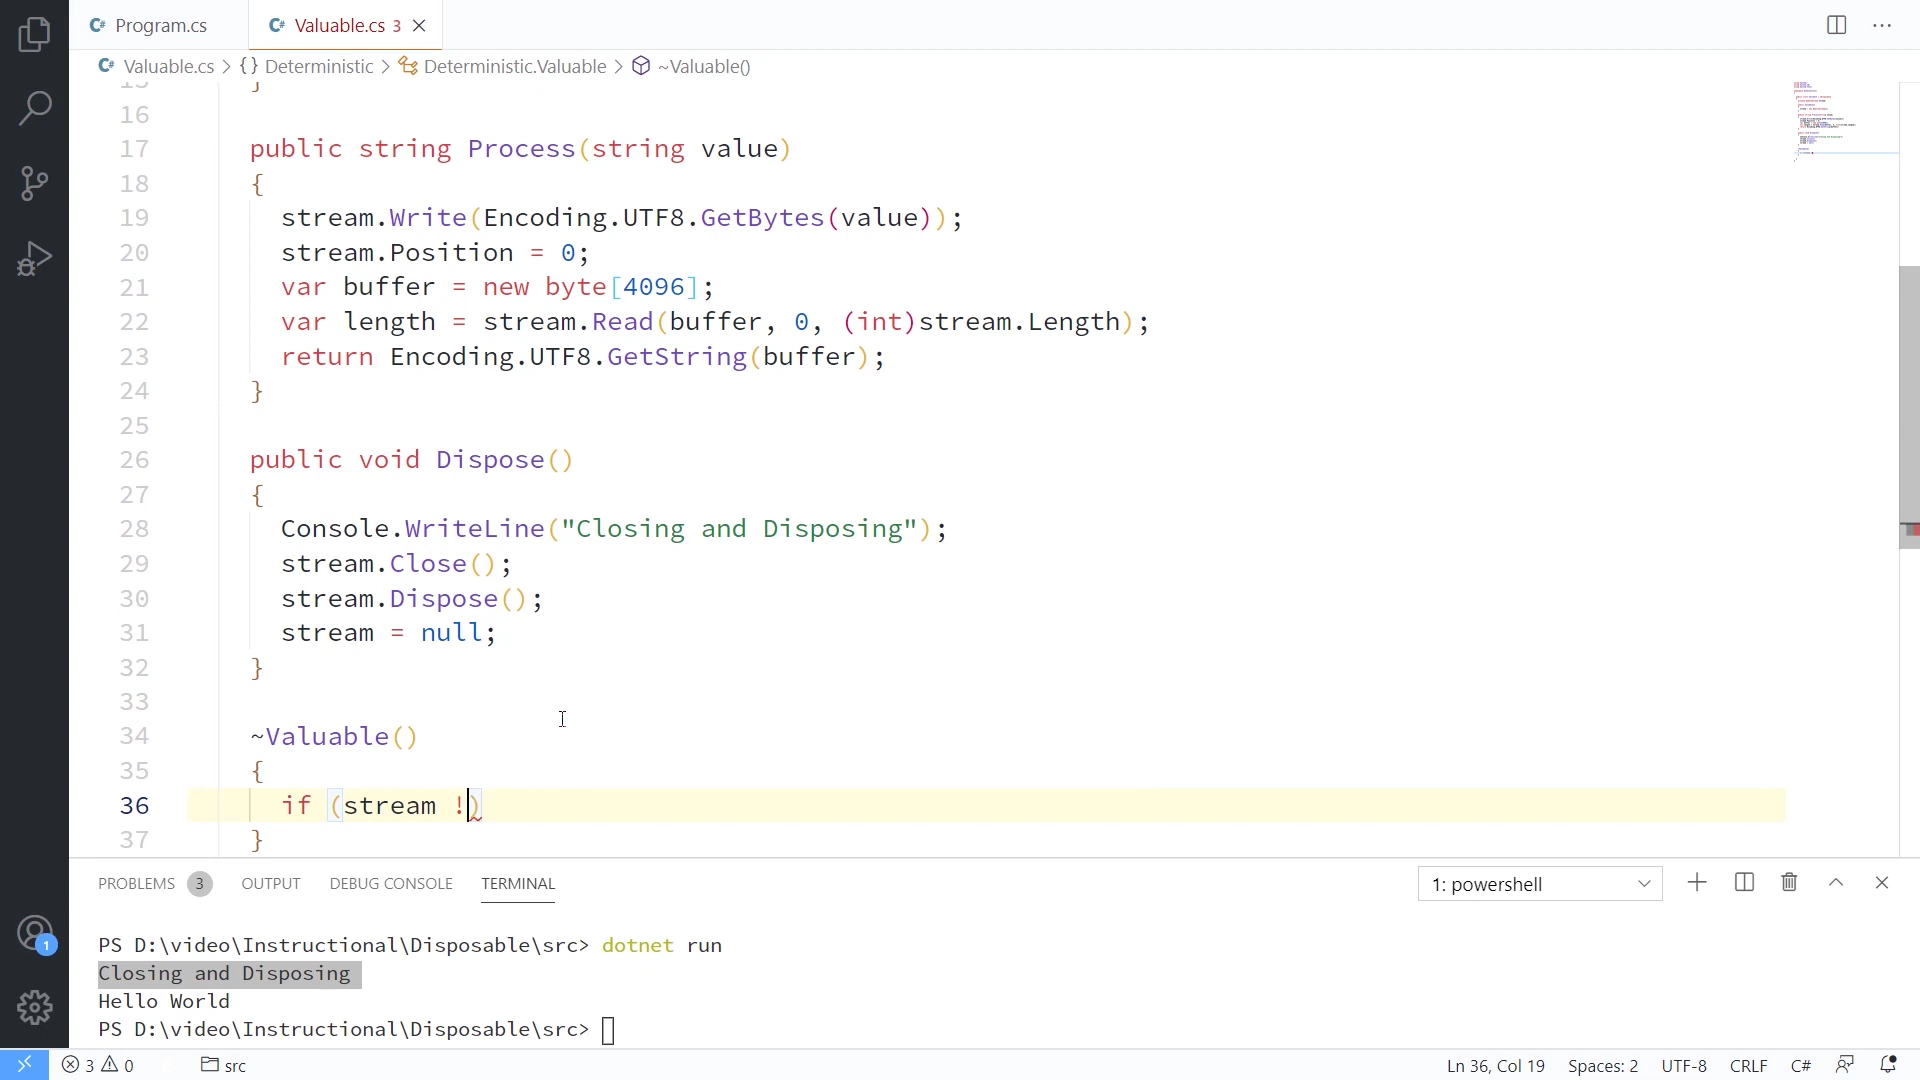 C# Program.cs C# Valuable.cs 3
C# Valuable.cs > {} Deterministic > Deterministic.Valuable > ~Valuable()
15 }
16
17 public string Process(string value)
18 {
19 stream.Write(Encoding.UTF8.GetBytes(value));
20 stream.Position = 0;
21 var buffer = new byte[4096];
22 var length = stream.Read(buffer, 0, (int)stream.Length);
23 return Encoding.UTF8.GetString(buffer);
24 }
25
26 public void Dispose()
27 {
28 Console.WriteLine("Closing and Disposing");
29 stream.Close();
30 stream.Dispose();
31 stream = null;
32 }
33
34 ~Valuable()
35 {
36 if (stream !)
37 }
PROBLEMS 3 OUTPUT DEBUG CONSOLE TERMINAL 1: powershell
PS D:\video\Instructional\Disposable\src> dotnet run
Closing and Disposing
Hello World
PS D:\video\Instructional\Disposable\src>
1
3 0 src Ln 36, Col 19 Spaces: 2 UTF-8 CRLF C#